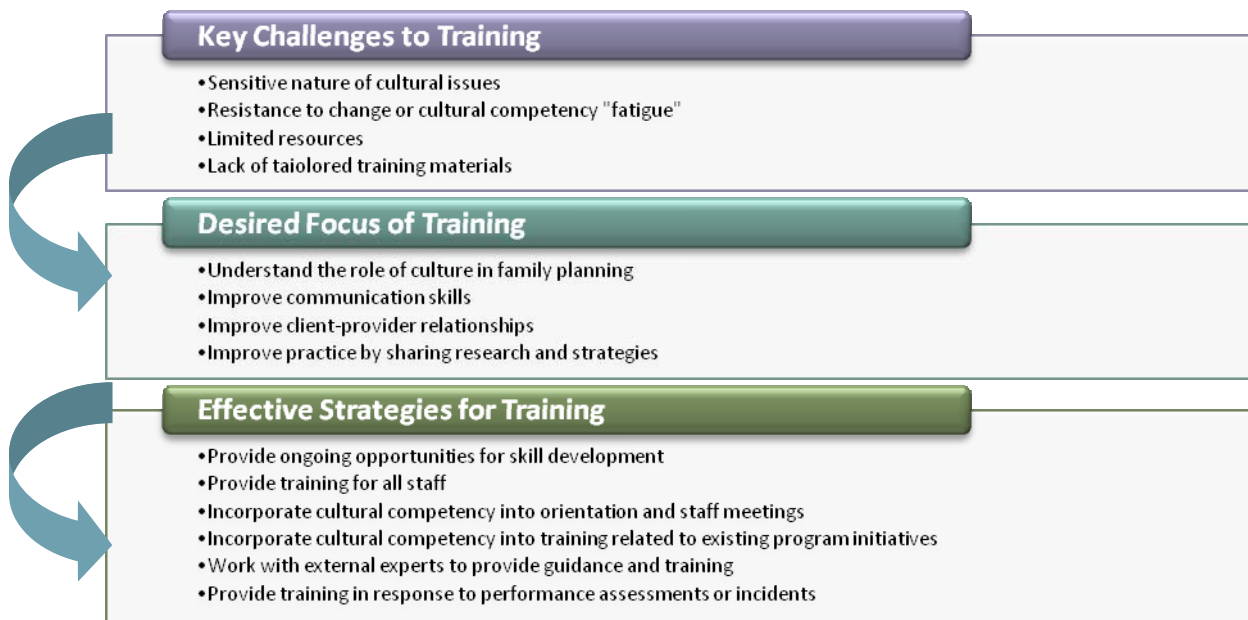 Key Challenges to Training
•Sensitive nature of cultural issues
•Resistance to change or cultural competency "fatigue"
•Limited resources
•Lack of taiolored training materials
Desired Focus of Training
•Understand the role of culture in family planning
•Improve communication skills
•Improve client-provider relationships
•Improve practice by sharing research and strategies
Effective Strategies for Training
•Provide ongoing opportunities for skill development
•Provide training for all staff
•Incorporate cultural competency into orientation and staff meetings
•Incorporate cultural competency into training related to existing program initiatives
•Work with external experts to provide guidance and training
•Provide training in response to performance assessments or incidents